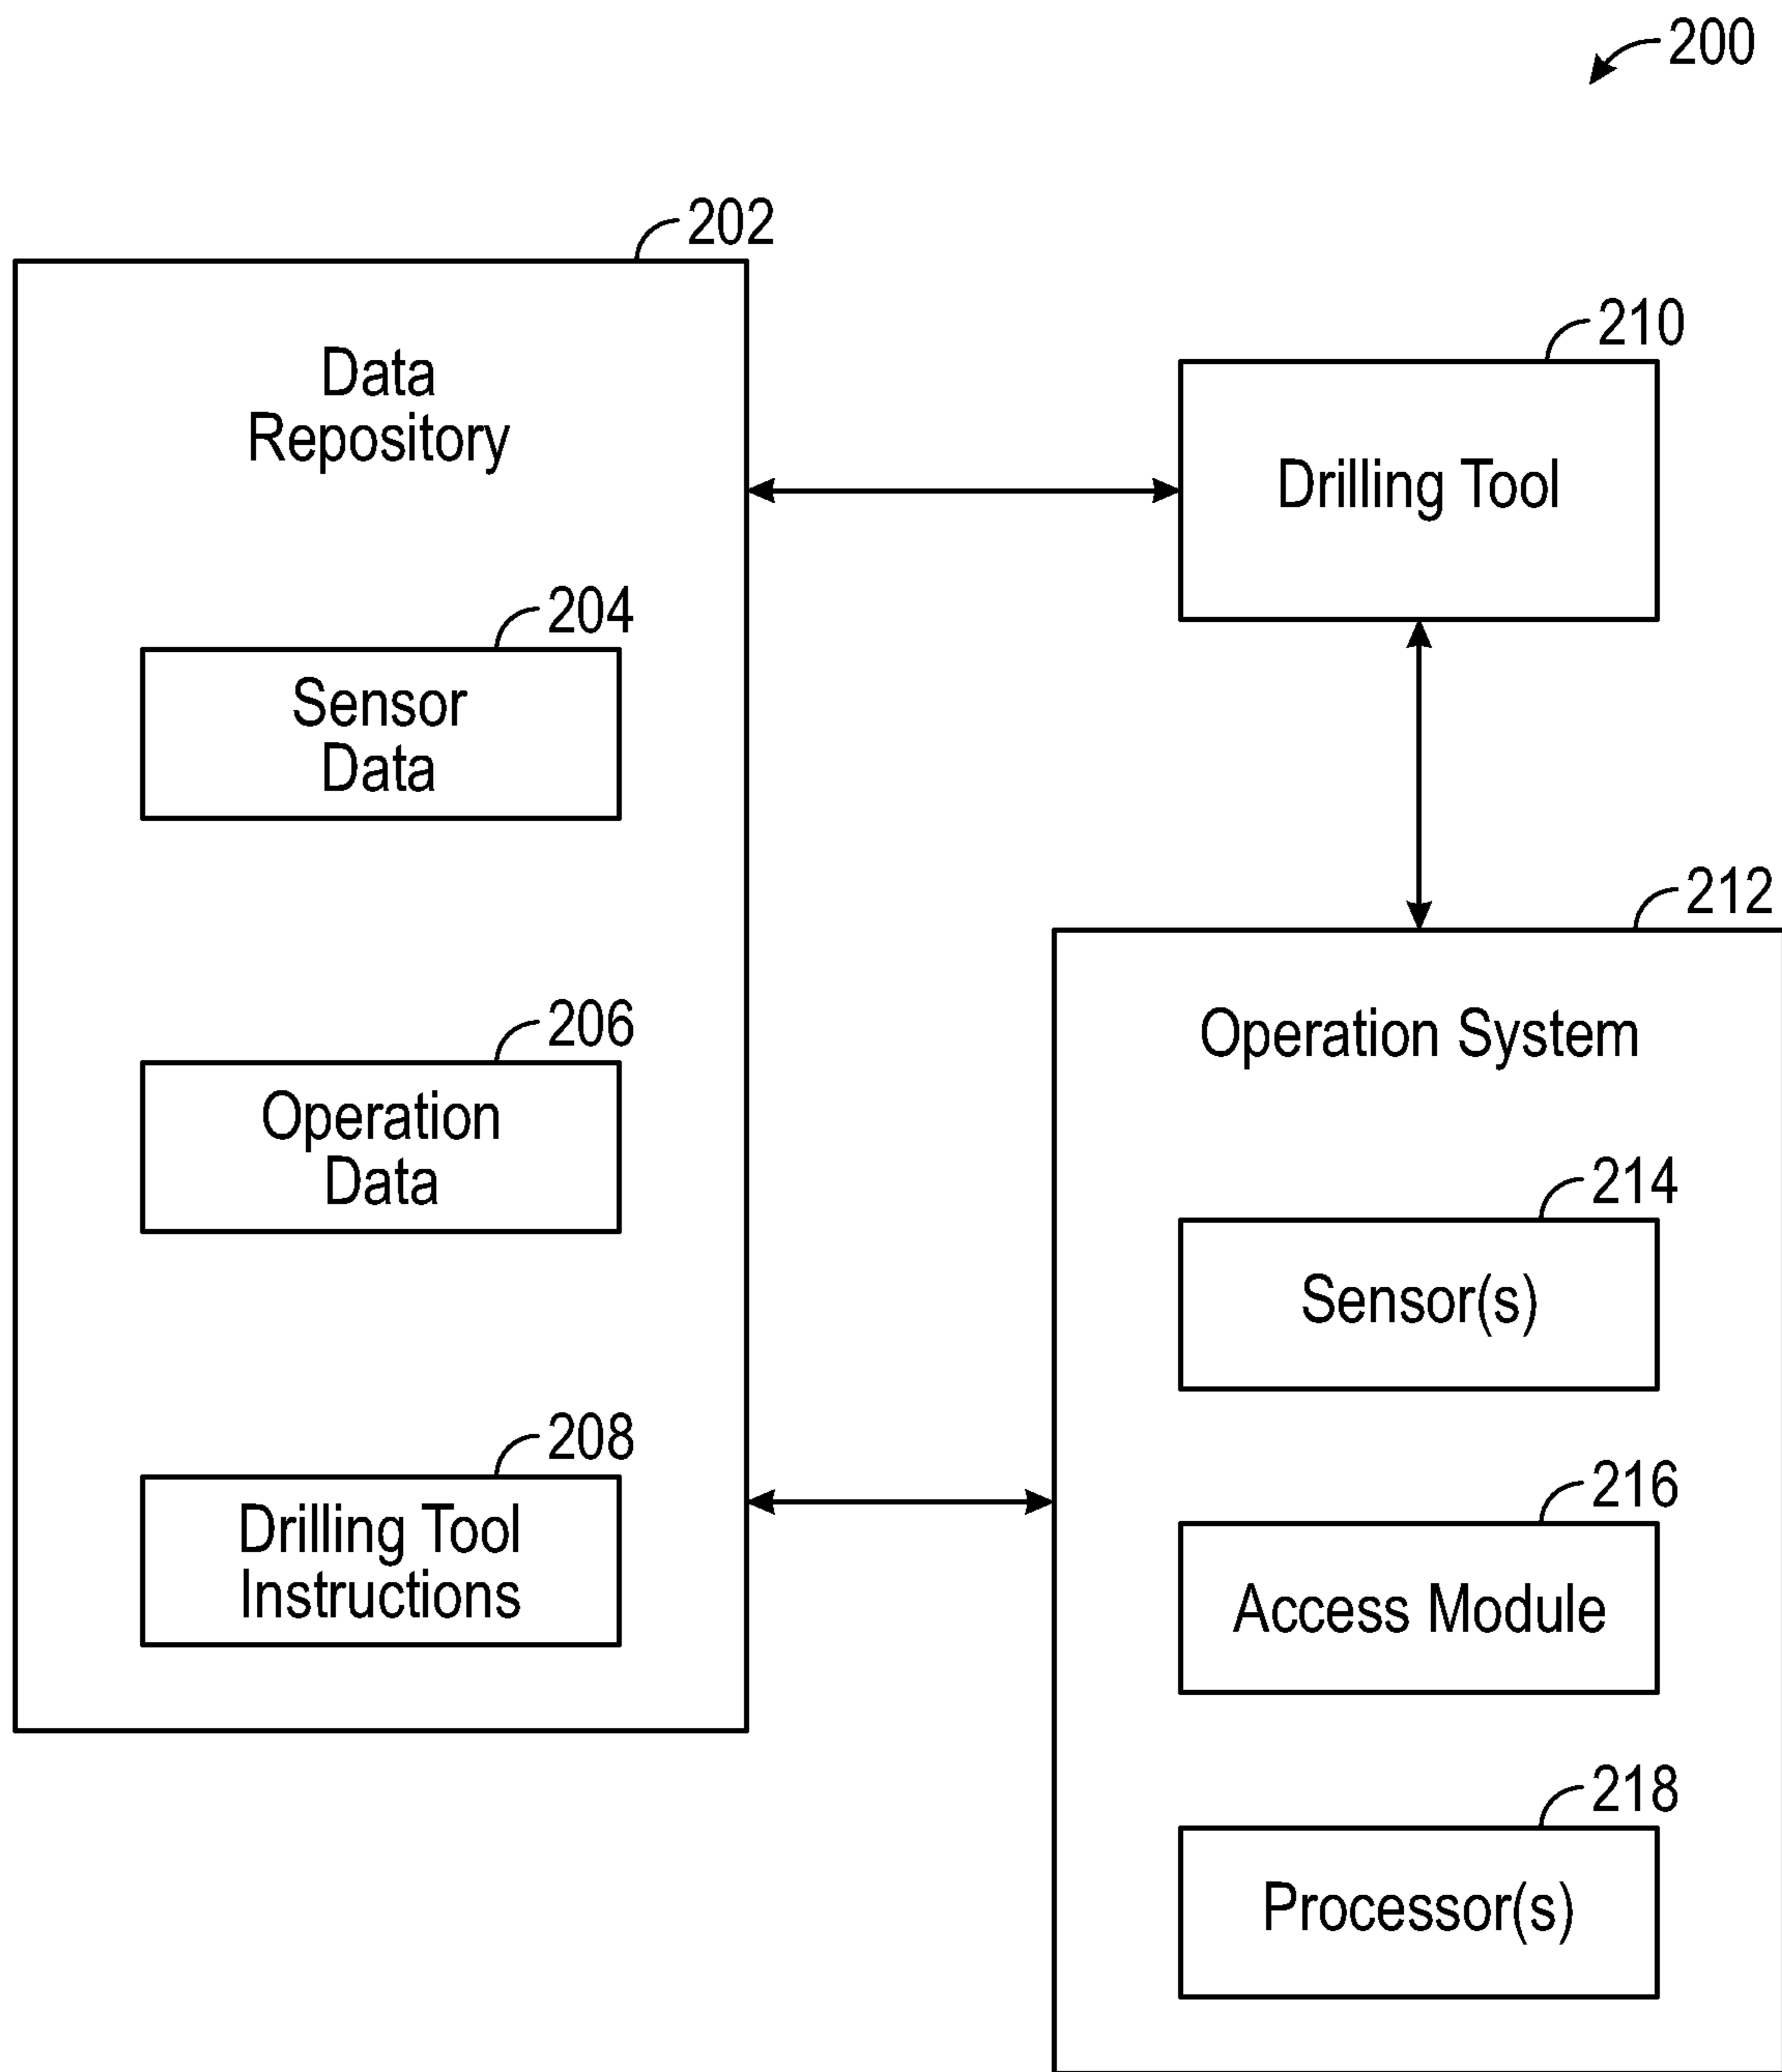 200
202
Data
Repository
204
Sensor
Data
206
Operation
Data
208
Drilling Tool
Instructions
210
Drilling Tool
212
Operation System
214
Sensor(s)
216
Access Module
218
Processor(s)